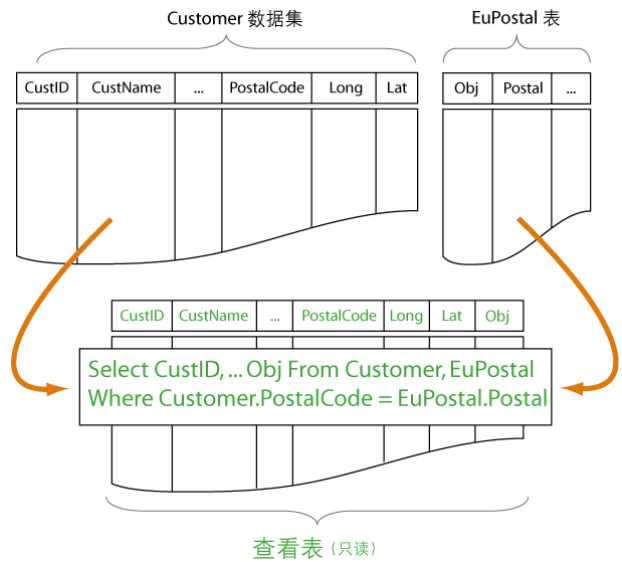 Customer 数据集
EuPostal 表
CustID CustName ... PostalCode Long Lat
Obj Postal ...
CustID CustName ... PostalCode Long Lat Obj
Select CustID, ... Obj From Customer, EuPostal
Where Customer.PostalCode = EuPostal.Postal
查看表 (只读)